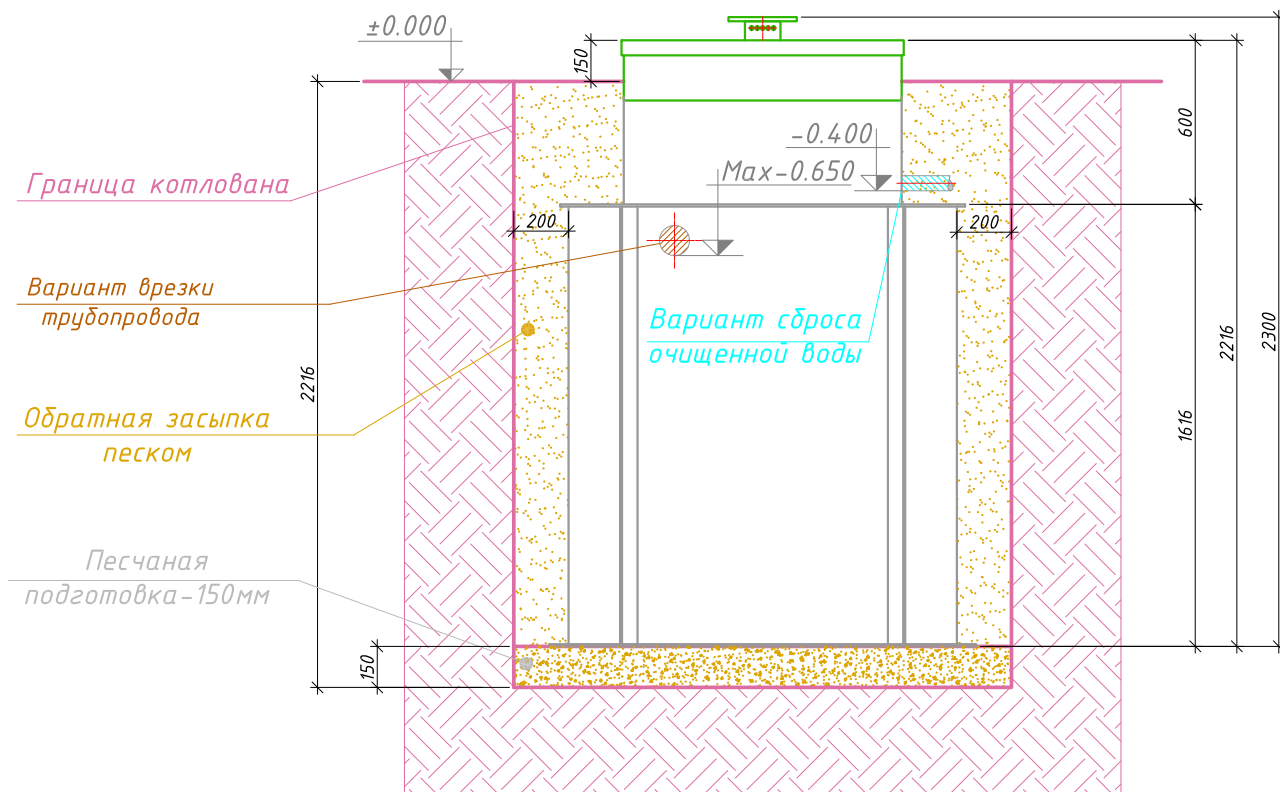 ±0.000
150
600
-0.400
Max-0.650
Граница котлована
200
200
Вариант врезки
трубопровода
Вариант сброса
очищенной воды
2216
2300
2216
1616
Обратная засыпка
песком
Песчаная
подготовка-150мм
150